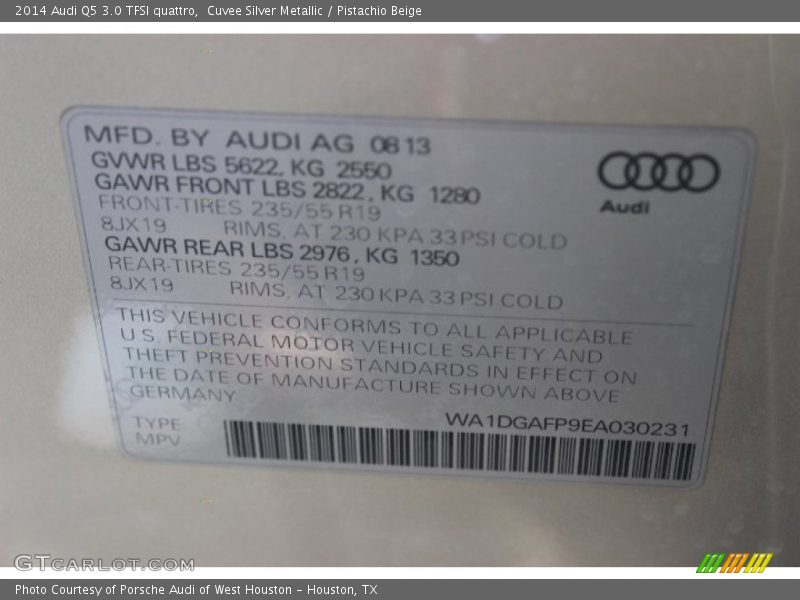 2014 Audi Q5 3.0 TFSI quattro,  Cuvee Silver Metallic / Pistachio Beige
MFD. BY AUDI AG 0813
GVWR LBS 5622, KG 2550
GAWR FRONT LBS 2822, KG 1280
FRONT-TIRES 235/55 R19
8JX19 RIMS, AT 230 KPA 33 PSI COLD
GAWR REAR LBS 2976, KG 1350
REAR-TIRES 235/55 R19
8JX19 RIMS, AT 230 KPA 33 PSI COLD
Audi
THIS VEHICLE CONFORMS TO ALL APPLICABLE
U.S. FEDERAL MOTOR VEHICLE SAFETY AND
THEFT PREVENTION STANDARDS IN EFFECT ON
THE DATE OF MANUFACTURE SHOWN ABOVE
GERMANY
WA1DGAFP9EA030231
TYPE
MPV
GTCARLOT.COM
Photo Courtesy of Porsche Audi of West Houston - Houston, TX